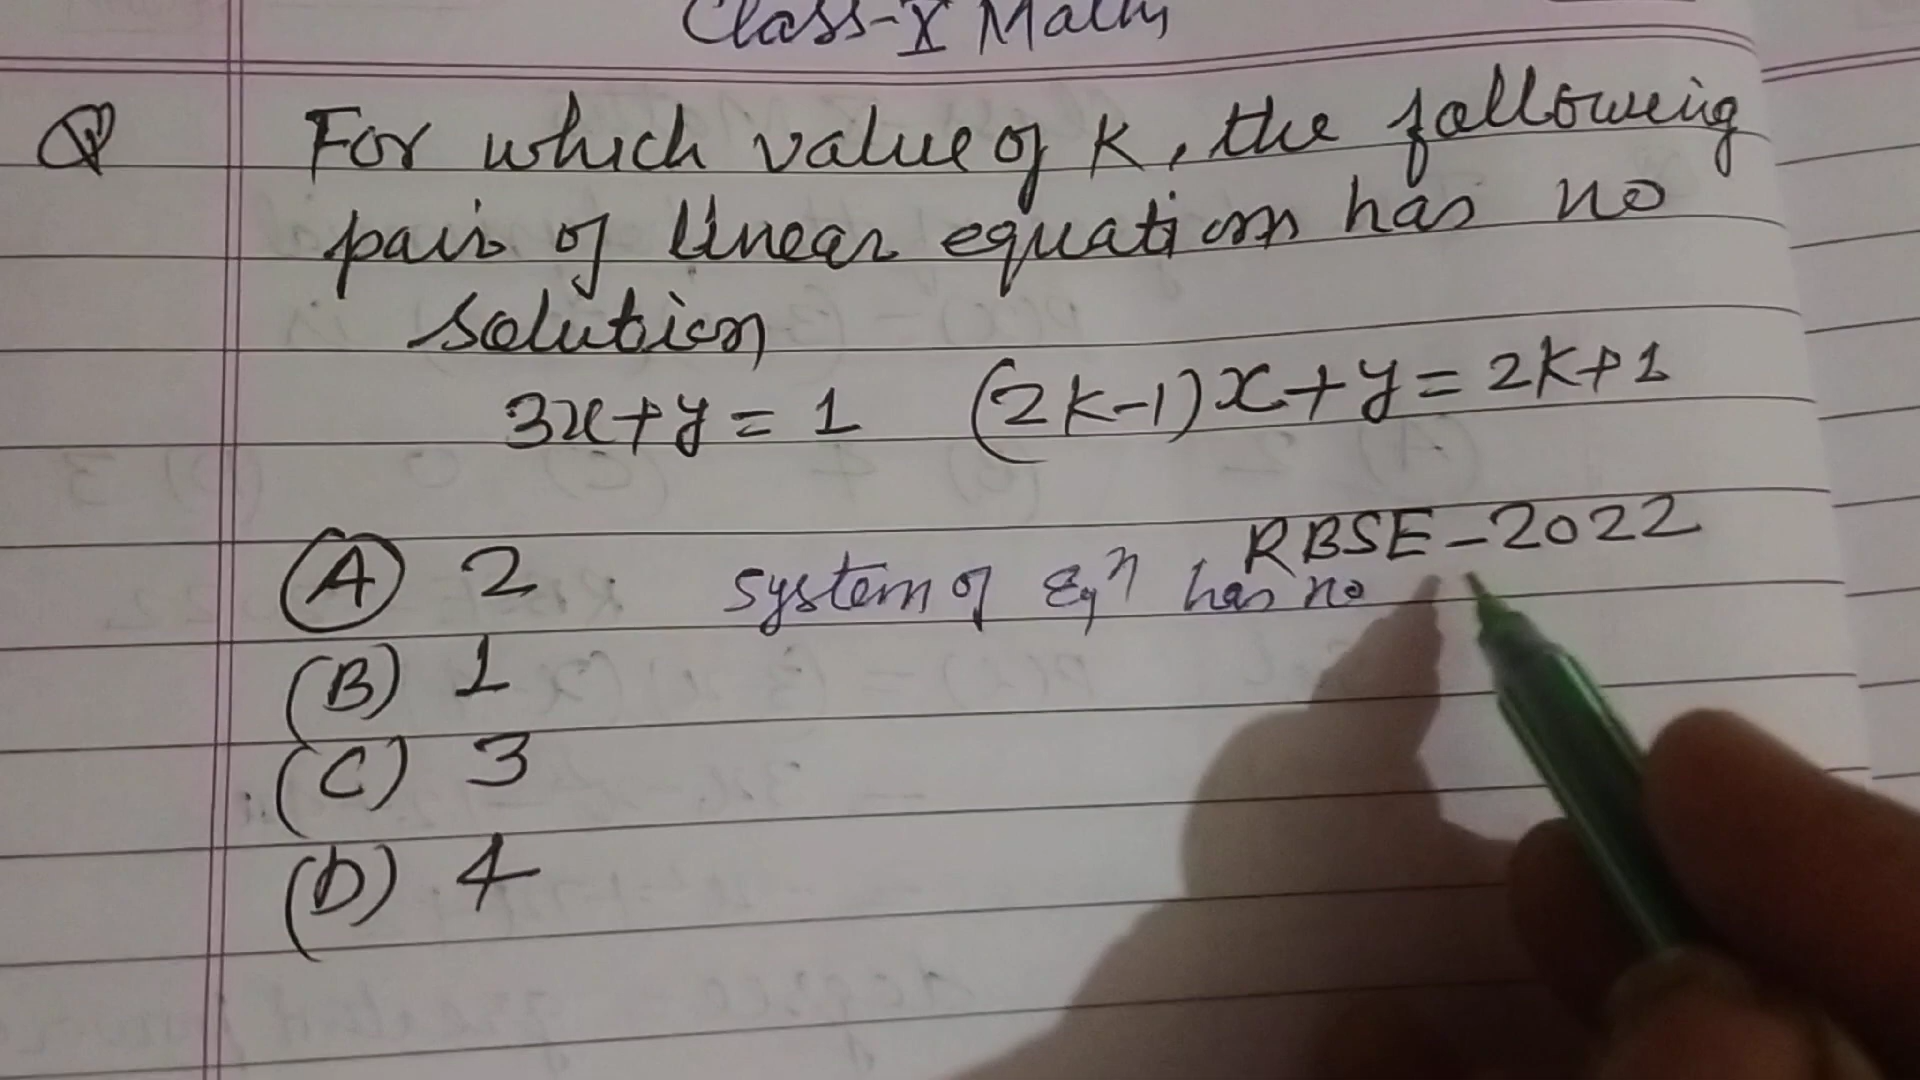 Class-X Maths
Q For which value of K, the following
pair of linear equation has no
solution
3x+y = 1 (2k-1)x+y = 2k+1
RBSE-2022
(A) 2 system of Eqn has no
(B) 1
(C) 3
(D) 4